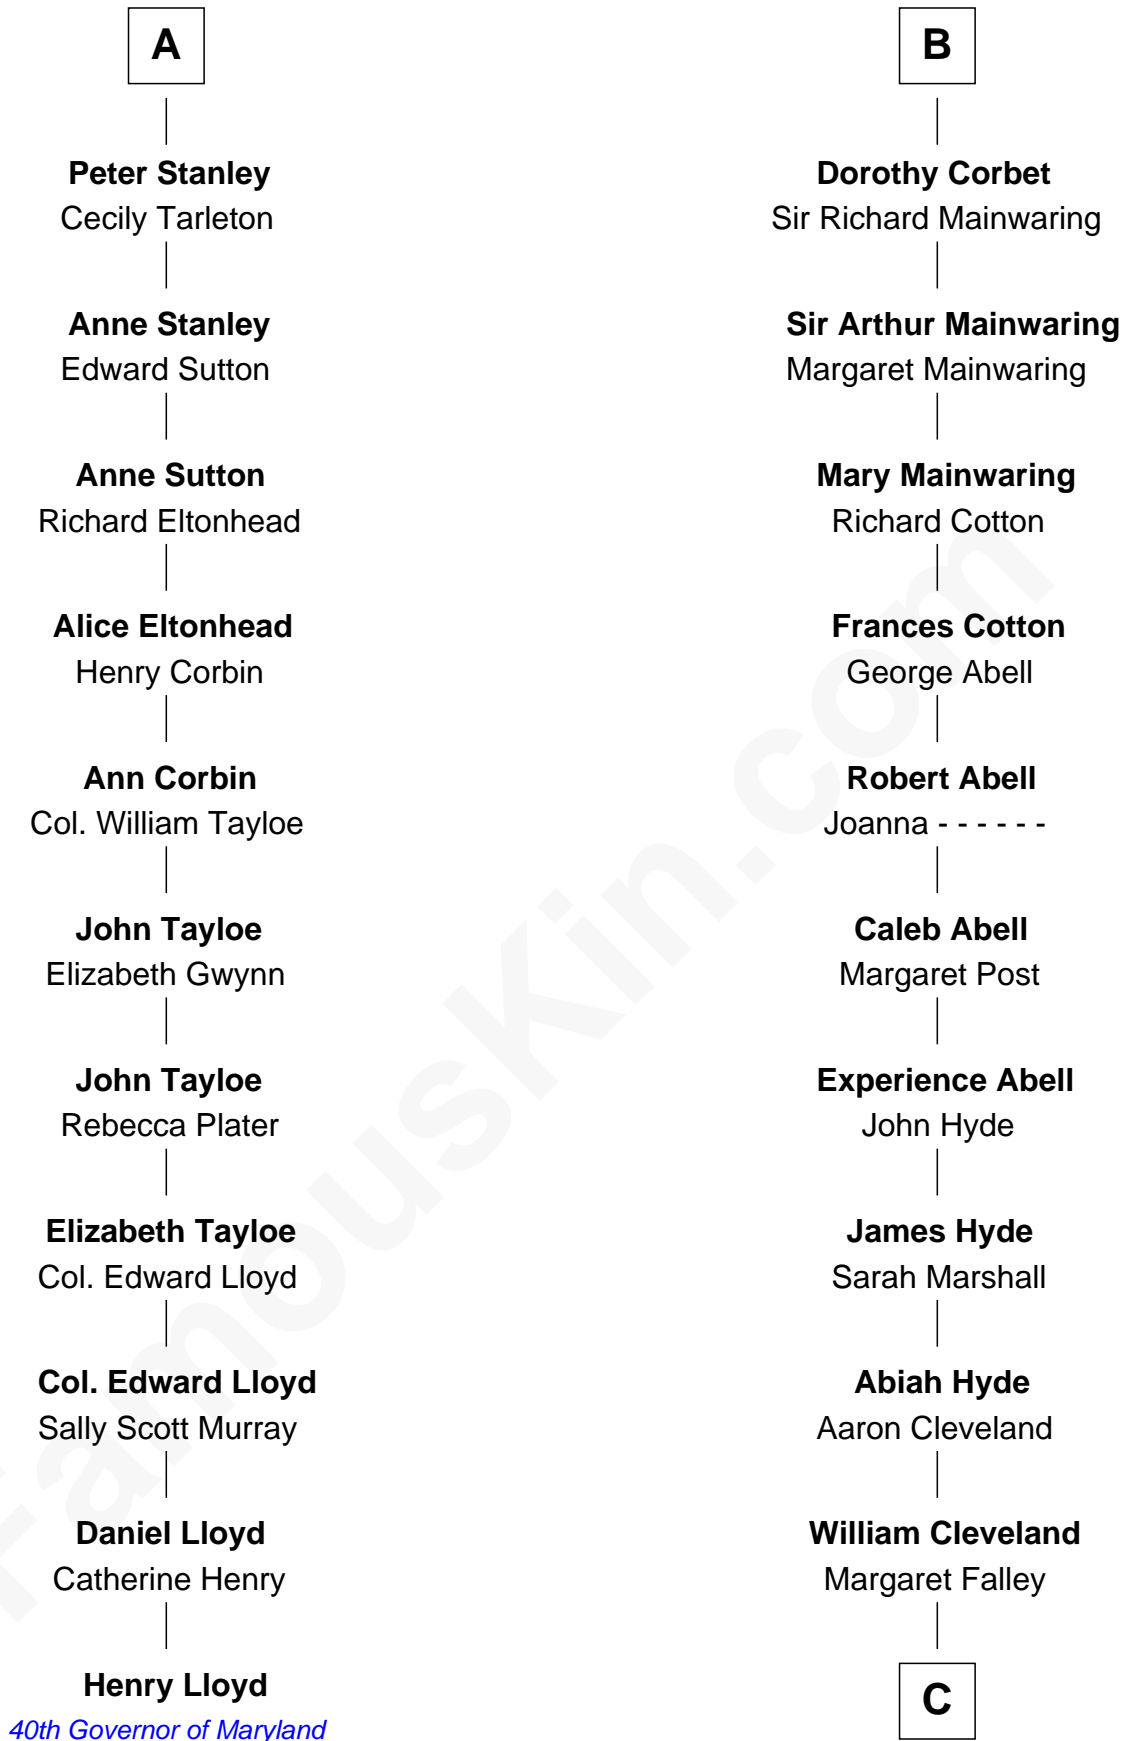 A
Peter Stanley
Cecily Tarleton
Anne Stanley
Edward Sutton
Anne Sutton
Richard Eltonhead
Alice Eltonhead
Henry Corbin
Ann Corbin
Col. William Tayloe
John Tayloe
Elizabeth Gwynn
John Tayloe
Rebecca Plater
Elizabeth Tayloe
Col. Edward Lloyd
Col. Edward Lloyd
Sally Scott Murray
Daniel Lloyd
Catherine Henry
Henry Lloyd
40th Governor of Maryland
B
Dorothy Corbet
Sir Richard Mainwaring
Sir Arthur Mainwaring
Margaret Mainwaring
Mary Mainwaring
Richard Cotton
Frances Cotton
George Abell
Robert Abell
Joanna - - - - - -
Caleb Abell
Margaret Post
Experience Abell
John Hyde
James Hyde
Sarah Marshall
Abiah Hyde
Aaron Cleveland
William Cleveland
Margaret Falley
C
FamousKin.com